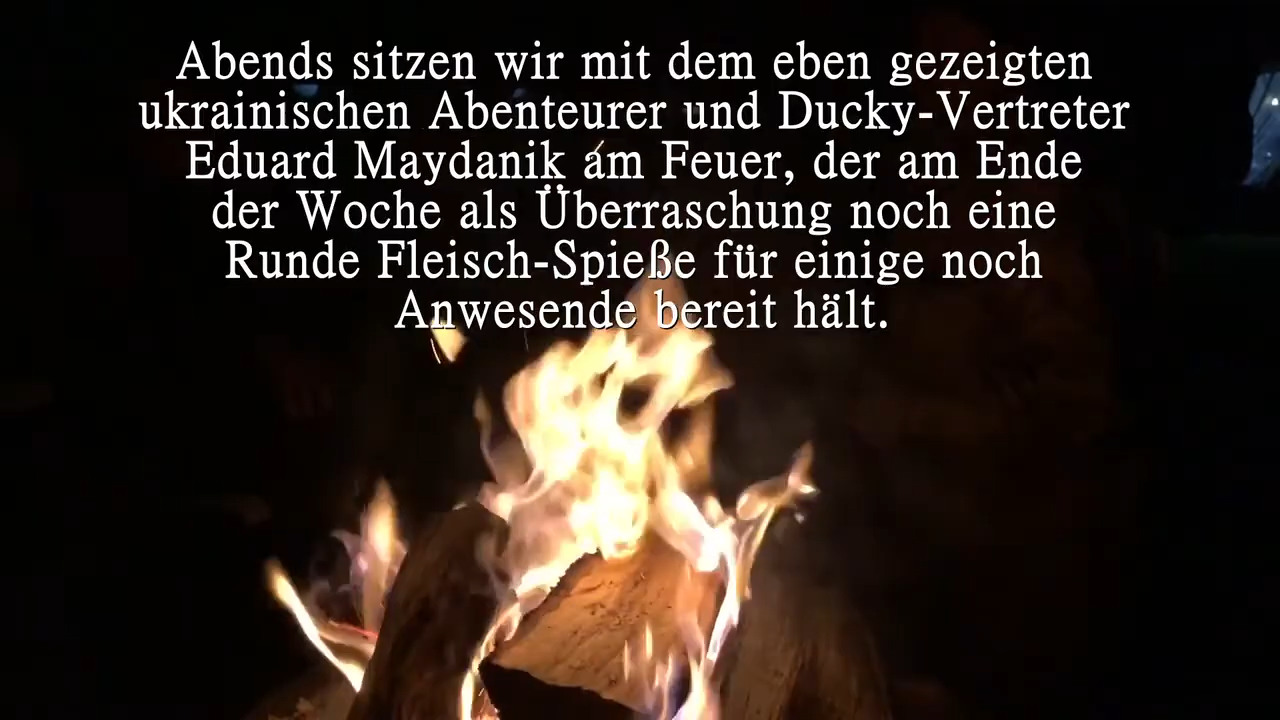 Abends sitzen wir mit dem eben gezeigten
ukrainischen Abenteurer und Ducky-Vertreter
Eduard Maydanik am Feuer, der am Ende
der Woche als Überraschung noch eine
Runde Fleisch-Spieße für einige noch
Anwesende bereit hält.